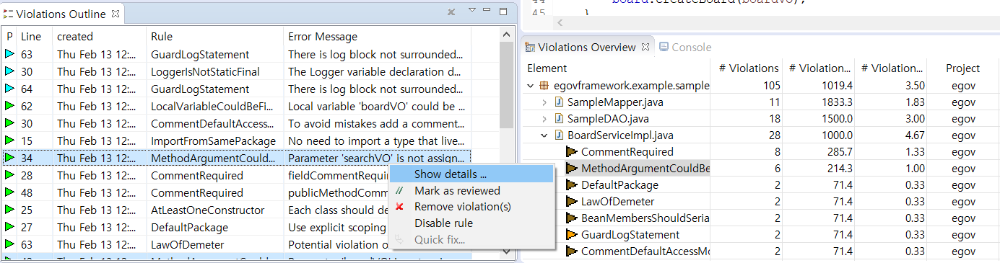 Violations Outline
P Line created Rule Error Message
63 Thu Feb 13 12:... GuardLogStatement There is log block not surrounded...
30 Thu Feb 13 12:... LoggerIsNotStaticFinal The Logger variable declaration d...
64 Thu Feb 13 12:... GuardLogStatement There is log block not surrounded...
62 Thu Feb 13 12:... LocalVariableCouldBeFi... Local variable 'boardVO' could be ...
30 Thu Feb 13 12:... CommentDefaultAccess... To avoid mistakes add a comment...
15 Thu Feb 13 12:... ImportFromSamePackage No need to import a type that live...
34 Thu Feb 13 12:... MethodArgumentCould... Parameter 'searchVO' is not assign...
28 Thu Feb 13 12:... CommentRequired fieldCommentRequi
48 Thu Feb 13 12:... CommentRequired publicMethodComm
25 Thu Feb 13 12:... AtLeastOneConstructor Each class should de
27 Thu Feb 13 12:... DefaultPackage Use explicit scoping
63 Thu Feb 13 12:... LawOfDemeter Potential violation o
Show details ...
Mark as reviewed
Remove violation(s)
Disable rule
Quick fix...
board.createBoard(boardVO);
45 }
Violations Overview Console
Element # Violations # Violation... # Violation... Project
egovframework.example.sample 105 1019.4 3.50 egov
SampleMapper.java 11 1833.3 1.83 egov
SampleDAO.java 18 1500.0 3.00 egov
BoardServiceImpl.java 28 1000.0 4.67 egov
CommentRequired 8 285.7 1.33 egov
MethodArgumentCouldBe 6 214.3 1.00 egov
DefaultPackage 2 71.4 0.33 egov
LawOfDemeter 2 71.4 0.33 egov
BeanMembersShouldSeria 2 71.4 0.33 egov
GuardLogStatement 2 71.4 0.33 egov
CommentDefaultAccessMo 2 71.4 0.33 egov